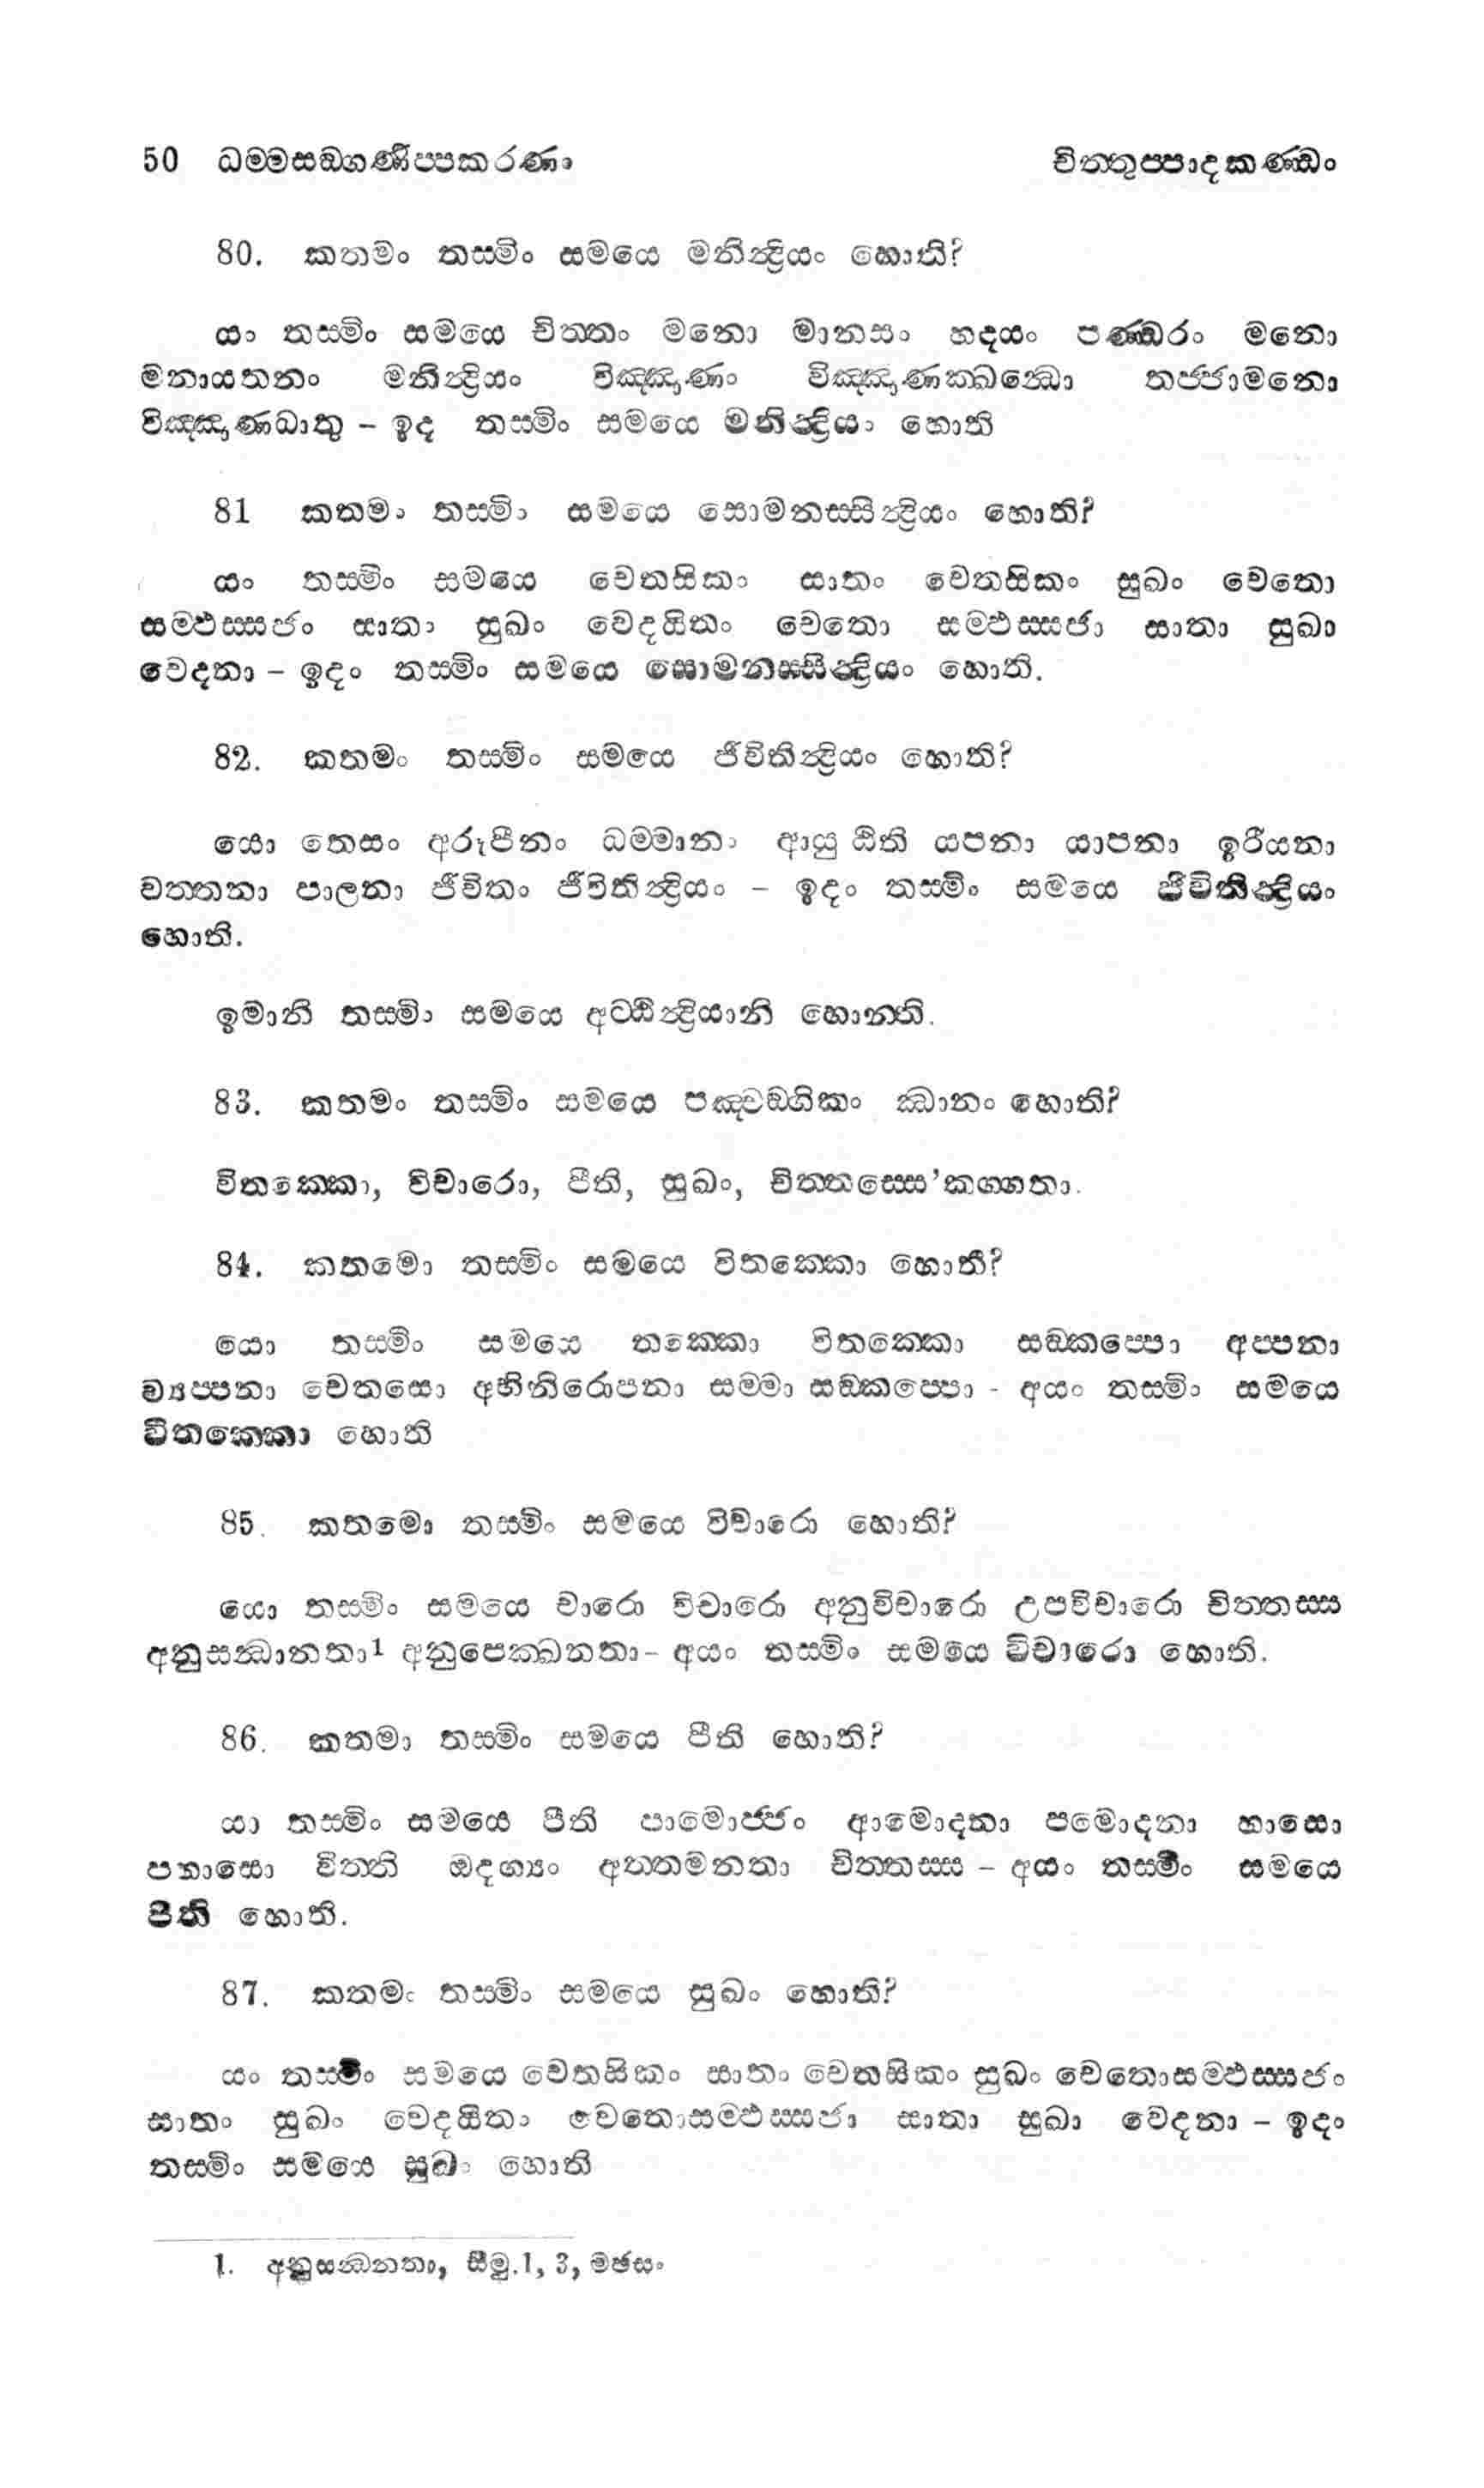 50 ධම්මසඞ්ගණිප්පකරණං චිත්තුප්පාදකණ්ඩං
80. කතමං තස්මිං සමයෙ මනින්ද්‍රියං හොති?
යං තස්මිං සමයෙ චිත්තං මනො මානසං හදයං පණ්ඩරං මනො
මනායතනං මනින්ද්‍රියං විඤ්ඤාණං විඤ්ඤාණක්ඛන්ධො තජ්ජාමනො
විඤ්ඤාණධාතු – ඉද තස්මිං සමයෙ මනින්ද්‍රියං හොති
81 කතමං තස්මිං සමයෙ සොමනස්සින්ද්‍රියං හොති?
යං තස්මිං සමයෙ චෙතසිකං සාතං චෙතසිකං සුඛං චෙතො
සම්ඵස්සජං සාතං සුඛං වෙදයිතං චෙතො සම්ඵස්සජා සාතා සුඛා
වෙදනා – ඉදං තස්මිං සමයෙ සොමනස්සින්ද්‍රියං හොති.
82. කතමං තස්මිං සමයෙ ජීවිතින්ද්‍රියං හොති?
යො තෙසං අරූපීනං ධම්මානං ආයු ඨිති යපනා යාපනා ඉරීයනා
වත්තනා පාලනා ජීවිතං ජීවිතින්ද්‍රියං – ඉදං තස්මිං සමයෙ ජීවිතින්ද්‍රියං
හොති.
ඉමානි තස්මිං සමයෙ අට්ඨින්ද්‍රියානි හොන්ති.
83. කතමං තස්මිං සමයෙ පඤ්චඞ්ගිකං ඣානං හොති?
විතක්කො, විචාරො, පීති, සුඛං, චිත්තස්සෙ’කග්ගතා.
84. කතමො තස්මිං සමයෙ විතක්කො හොති?
යො තස්මිං සමයෙ තක්කො විතක්කො සඞ්කප්පො අප්පනා
ව්‍යප්පනා චෙතසො අභිනිරොපනා සම්මා සඞ්කප්පො - අයං තස්මිං සමයෙ
විතක්කො හොති
85. කතමො තස්මිං සමයෙ විචාරො හොති?
යො තස්මිං සමයෙ චාරො විචාරො අනුවිචාරො උපවිචාරො චිත්තස්ස
අනුසන්ධානතා1 අනුපෙක්ඛනතා- අයං තස්මිං සමයෙ විචාරො හොති.
86. කතමා තස්මිං සමයෙ පීති හොති?
යා තස්මිං සමයෙ පීති පාමොජ්ජං ආමොදනා පමොදනා හාසො
පහාසො විත්ති ඔදග්‍යං අත්තමනතා චිත්තස්ස – අයං තස්මිං සමයෙ
පීති හොති.
87. කතමං තස්මිං සමයෙ සුඛං හොති?
යං තස්මිං සමයෙ චෙතසිකං සාතං චෙතසිකං සුඛං චෙතොසම්ඵස්සජං
සාතං සුඛං වෙදයිතං චෙතොසම්ඵස්සජා සාතා සුඛා වෙදනා – ඉදං
තස්මිං සමයෙ සුඛං හොති
1. අනුසන්ධනතා, සීමු.1, 3, මඡසං